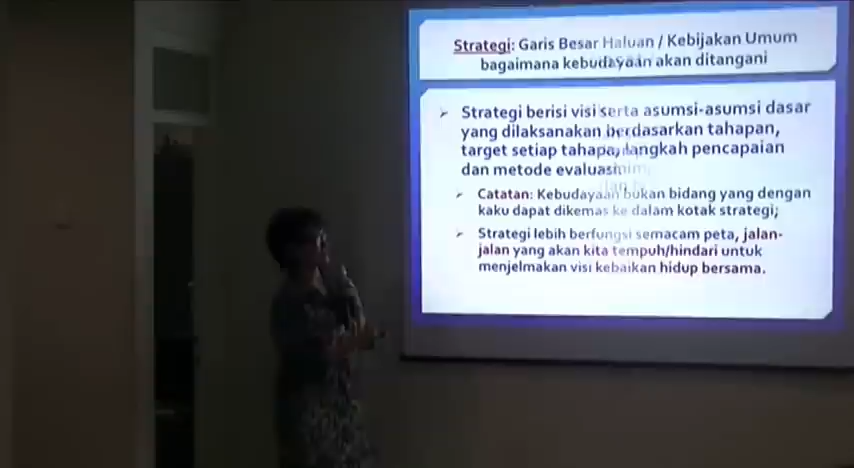 Strategi: Garis Besar Haluan / Kebijakan Umum
bagaimana kebudayaan akan ditangani
➢ Strategi berisi visi serta asumsi-asumsi dasar
yang dilaksanakan berdasarkan tahapan,
target setiap tahapa, langkah pencapaian
dan metode evaluasi
➢ Catatan: Kebudayaan bukan bidang yang dengan
kaku dapat dikemas ke dalam kotak strategi;
➢ Strategi lebih berfungsi semacam peta, jalan-
jalan yang akan kita tempuh/hindari untuk
menjelmakan visi kebaikan hidup bersama.